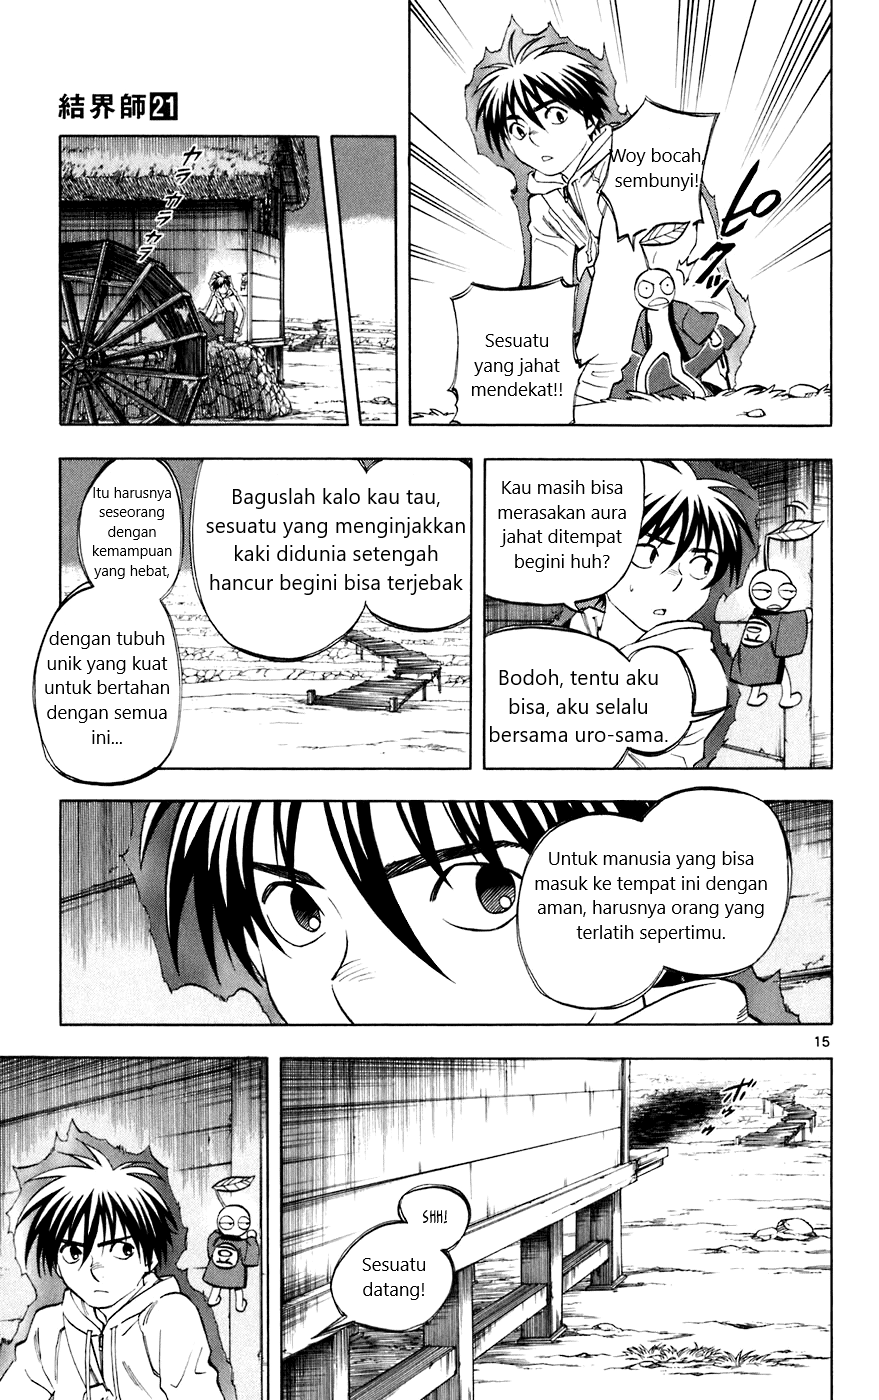 結界師21
Woy bocah,
sembunyi!
ピクッ
Sesuatu
yang jahat
mendekat!!
カラ
カラカラ
カラ
Kau masih bisa
merasakan aura
jahat ditempat
begini huh?
Bodoh, tentu aku
bisa, aku selalu
bersama uro-sama.
豆
Baguslah kalo kau tau,
sesuatu yang menginjakkan
kaki didunia setengah
hancur begini bisa terjebak
Itu harusnya
seseorang
dengan
kemampuan
yang hebat,
dengan tubuh
unik yang kuat
untuk bertahan
dengan semua
ini...
Untuk manusia yang bisa
masuk ke tempat ini dengan
aman, harusnya orang yang
terlatih sepertimu.
15
SHH!
Sesuatu
datang!
豆